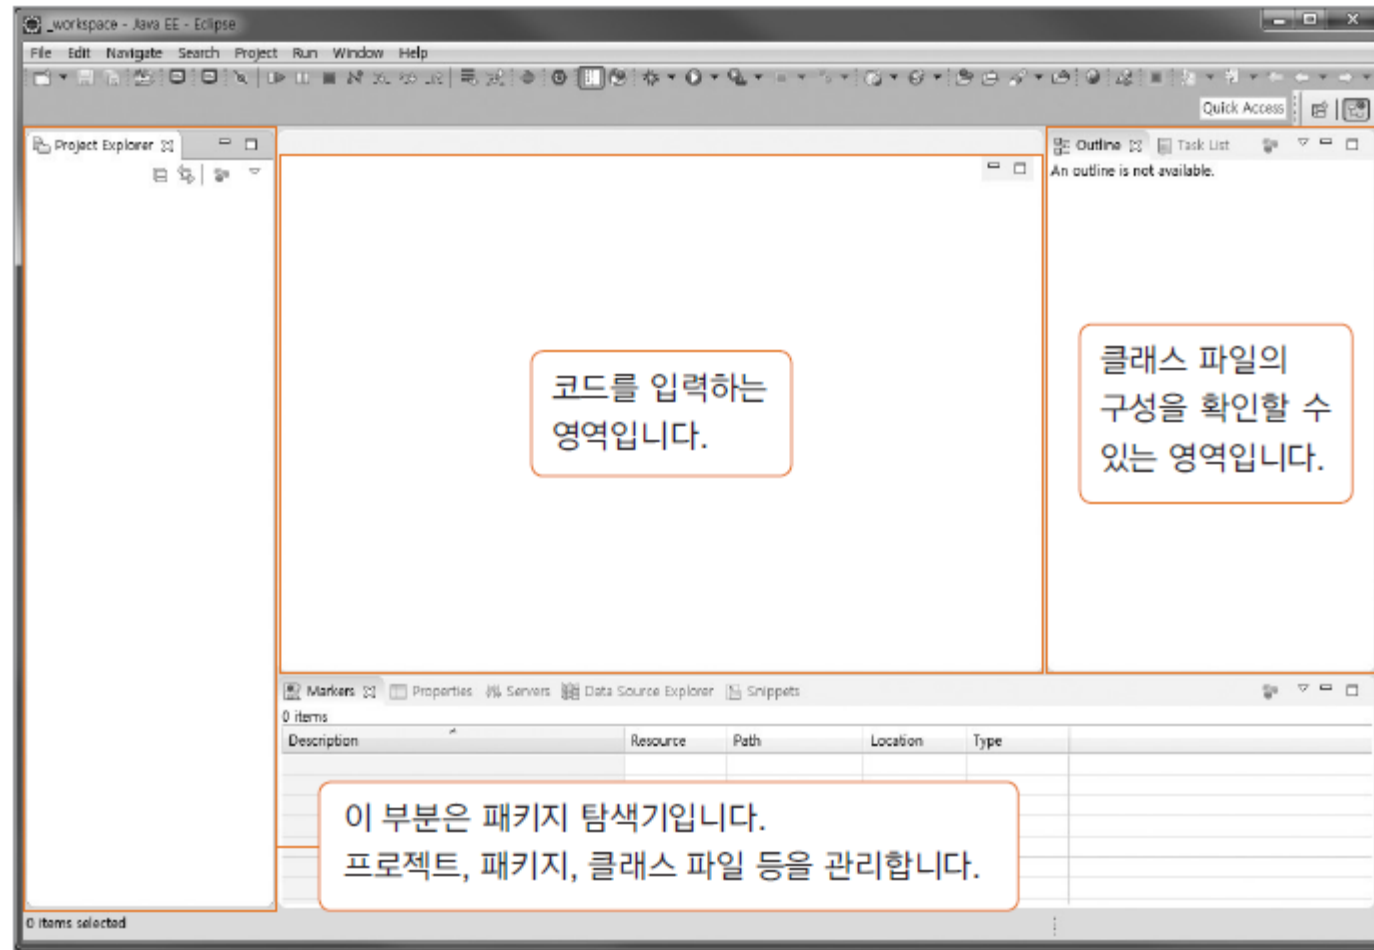 _workspace - Java EE - Eclipse
File Edit Navigate Search Project Run Window Help
Quick Access
Project Explorer
Outline Task List
An outline is not available.
코드를 입력하는
영역입니다.
클래스 파일의
구성을 확인할 수
있는 영역입니다.
Markers Properties Servers Data Source Explorer Snippets
0 items
Description Resource Path Location Type
이 부분은 패키지 탐색기입니다.
프로젝트, 패키지, 클래스 파일 등을 관리합니다.
0 items selected